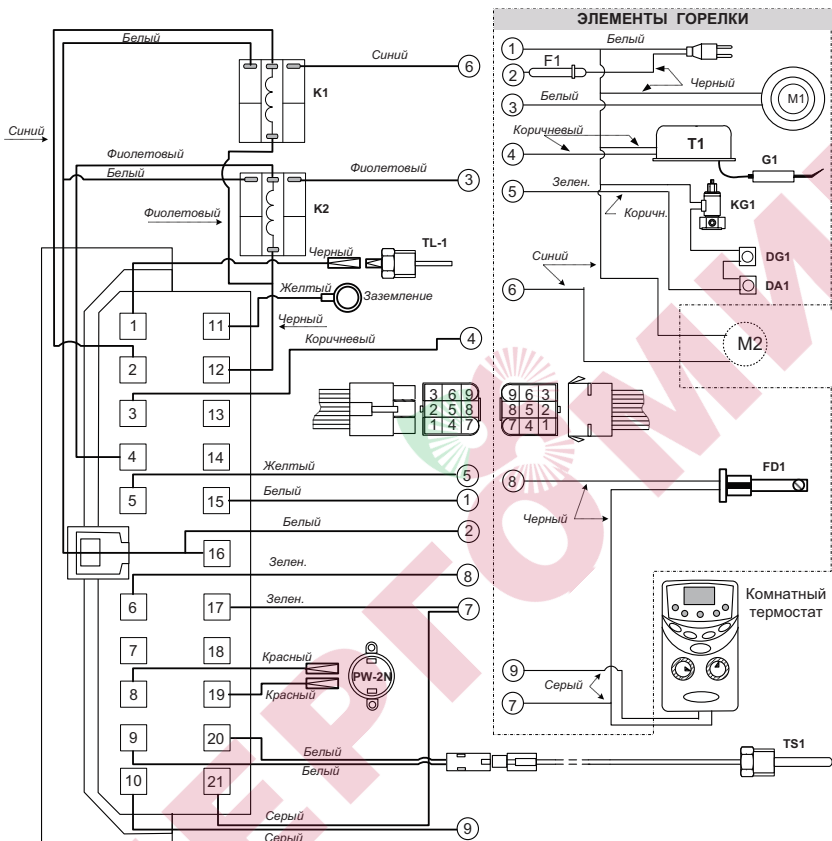 ЭЛЕМЕНТЫ ГОРЕЛКИ
Белый
Синий
6
K1
Синий
Фиолетовый
Белый
Фиолетовый
3
K2
Фиолетовый
Черный
TL-1
Желтый
Заземление
Черный
Коричневый
4
1
2
3
4
5
6
7
8
9
10
11
12
13
14
15
16
17
18
19
20
21
Желтый
5
Белый
1
Белый
2
Зелен.
8
Зелен.
7
Красный
Красный
PW-2N
Белый
Белый
TS1
Серый
Серый
9
3 6 9
2 5 8
1 4 7
9 6 3
8 5 2
7 4 1
1
Белый
2
F1
Черный
3
Белый
M1
Коричневый
4
T1
G1
5
Зелен.
Коричн.
KG1
DG1
DA1
Синий
6
M2
8
FD1
Черный
Комнатный
термостат
9
Серый
7
ЕРГОМИ